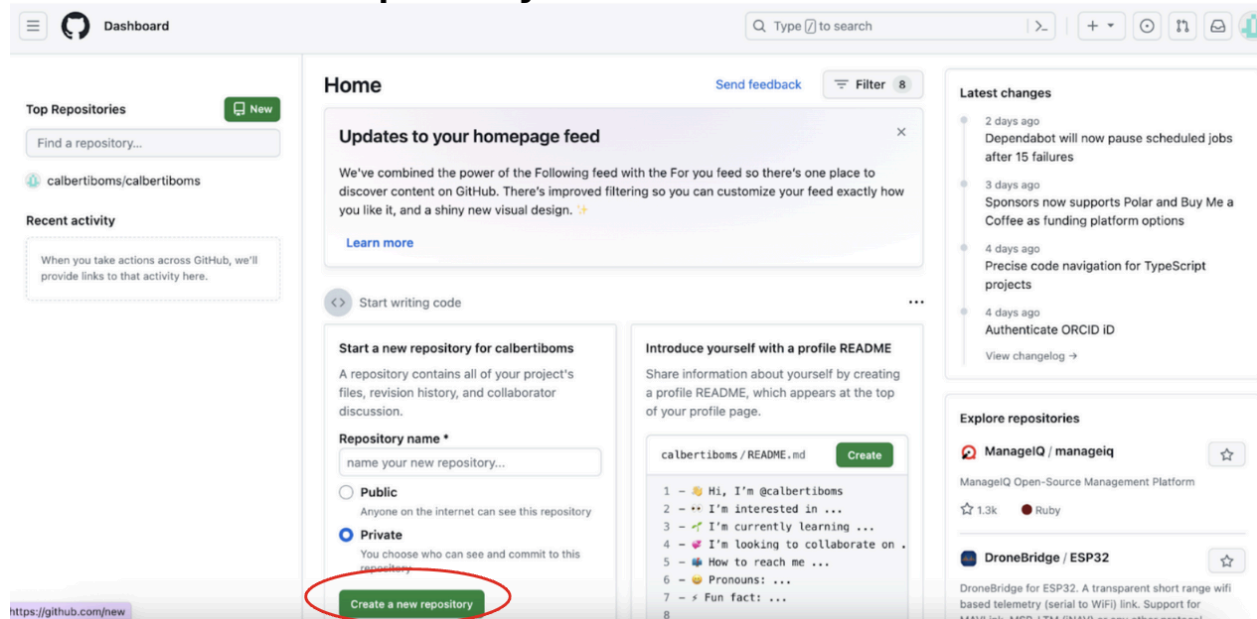 Dashboard
Type / to search
Home
Send feedback
Filter 8
Top Repositories
New
Find a repository...
calbertiboms/calbertiboms
Recent activity
When you take actions across GitHub, we'll
provide links to that activity here.
Updates to your homepage feed
We've combined the power of the Following feed with the For you feed so there's one place to
discover content on GitHub. There's improved filtering so you can customize your feed exactly how
you like it, and a shiny new visual design. ✨
Learn more
Start writing code
Start a new repository for calbertiboms
A repository contains all of your project's
files, revision history, and collaborator
discussion.
Repository name *
name your new repository...
Public
Anyone on the internet can see this repository
Private
You choose who can see and commit to this
repository
Create a new repository
Introduce yourself with a profile README
Share information about yourself by creating
a profile README, which appears at the top
of your profile page.
calbertiboms / README.md
Create
1 - 👋 Hi, I'm @calbertiboms
2 - 👀 I'm interested in ...
3 - 🌱 I'm currently learning ...
4 - 💞️ I'm looking to collaborate on .
5 - 📫 How to reach me ...
6 - 😄 Pronouns: ...
7 - ⚡ Fun fact: ...
8
Latest changes
2 days ago
Dependabot will now pause scheduled jobs
after 15 failures
3 days ago
Sponsors now supports Polar and Buy Me a
Coffee as funding platform options
4 days ago
Precise code navigation for TypeScript
projects
4 days ago
Authenticate ORCID iD
View changelog →
Explore repositories
ManageIQ / manageiq
ManageIQ Open-Source Management Platform
1.3k
Ruby
DroneBridge / ESP32
DroneBridge for ESP32. A transparent short range wifi
based telemetry (serial to WiFi) link. Support for
https://github.com/new